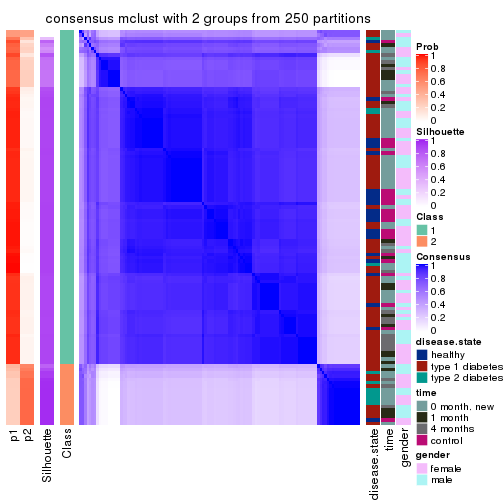 consensus mclust with 2 groups from 250 partitions
Prob
1
0.8
0.6
0.4
0.2
0
Silhouette
1
0.8
0.6
0.4
0.2
0
Class
1
2
Consensus
1
0.8
0.6
0.4
0.2
0
disease.state
healthy
type 1 diabetes
type 2 diabetes
time
0 month. new
1 month
4 months
control
gender
female
male
p1
p2
Silhouette
Class
disease.state
time
gender